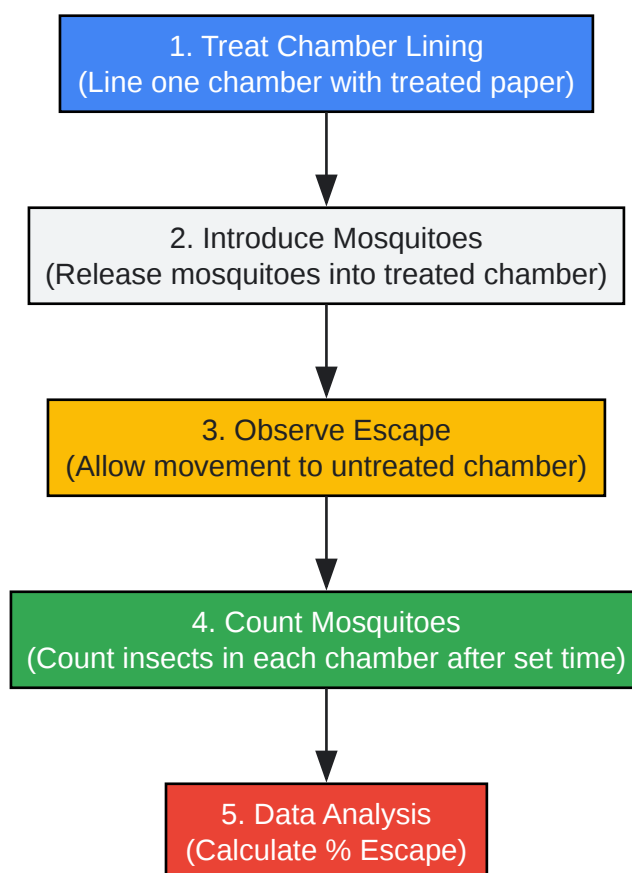 1. Treat Chamber Lining
(Line one chamber with treated paper)
2. Introduce Mosquitoes
(Release mosquitoes into treated chamber)
3. Observe Escape
(Allow movement to untreated chamber)
4. Count Mosquitoes
(Count insects in each chamber after set time)
5. Data Analysis
(Calculate % Escape)